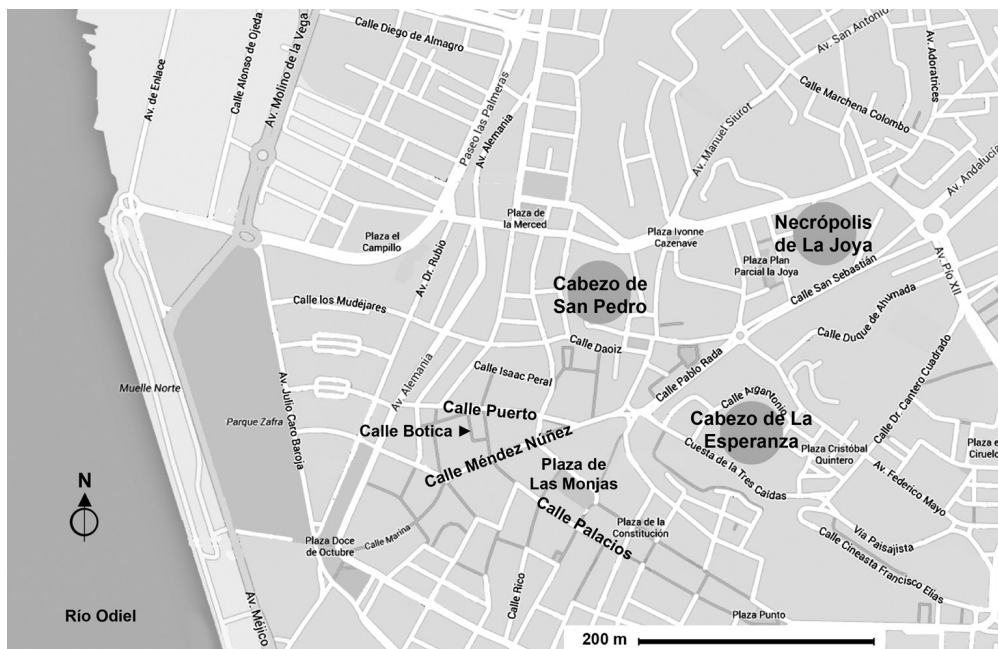 Calle Diego de Almagro
Av. San Antonio
Av. Adoratrices
Calle Alonso de Ojeda
Av. Molino de la Vega
Av. de Enlace
Calle Marchena Colombo
Paseo las Palmeras
Av. Alemania
Av. Manuel Siurot
Av. Andalucía
Plaza de
la Merced
Plaza Ivonne
Cazenave
Necrópolis
de La Joya
Plaza el
Campillo
Av. Dr. Rubio
Plaza Plan
Parcial la Joya
Av. Pío XII
Calle San Sebastián
Cabezo de
San Pedro
Calle Duque de Ahumada
Calle los Mudéjares
Calle Daoiz
Calle Pablo Rada
Calle Dr. Cantero Cuadrado
Calle Isaac Peral
Av. Alemania
Muelle Norte
Av. Julio Caro Baroja
Calle Argantonio
Calle Puerto
Parque Zafra
Calle Botica
Cabezo de La
Esperanza
Calle Méndez Núñez
Cuesta de la Tres Caídas
Plaza Cristóbal
Quintero
Plaza e
Ciruelo
Plaza de
Las Monjas
Av. Federico Mayo
N
Calle Palacios
Plaza de la
Constitución
Vía Paisajista
Plaza Doce
de Octubre
Calle Marina
Calle Cineasta Francisco Elías
Calle Rico
Av. Méjico
Río Odiel
Plaza Punto
200 m